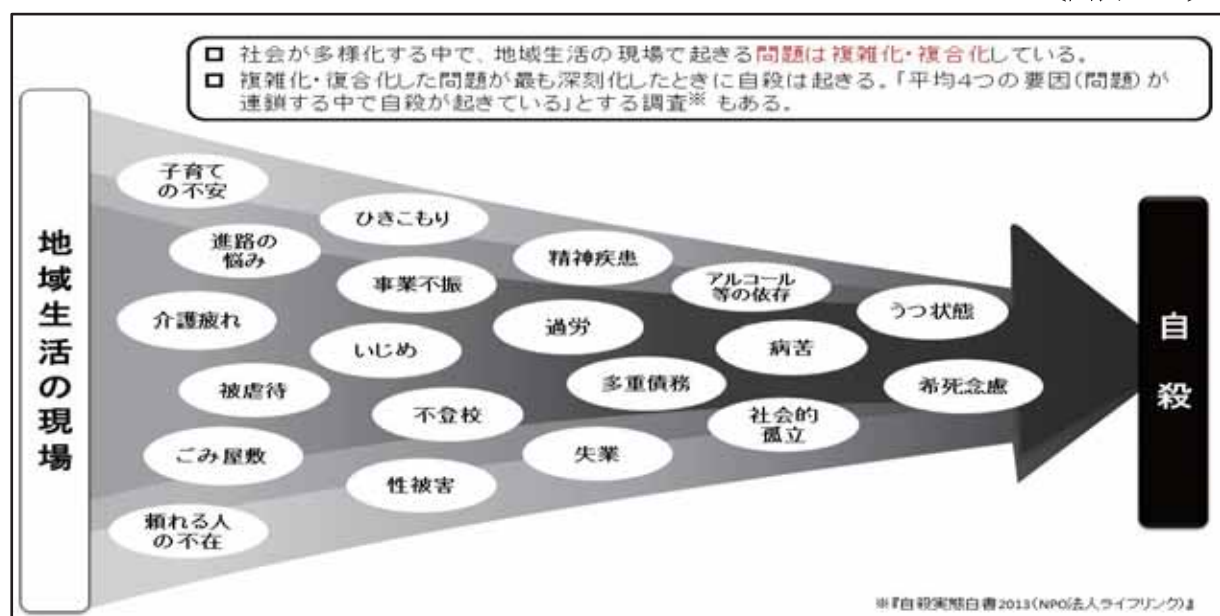 □ 社会が多様化する中で、地域生活の現場で起きる問題は複雑化・複合化している。
□ 複雑化・復合化した問題が最も深刻化したときに自殺は起きる。「平均4つの要因(問題)が
連鎖する中で自殺が起きている」とする調査※ もある。
地域生活の現場
子育て
の不安
ひきこもり
進路の
悩み
精神疾患
事業不振
アルコール
等の依存
うつ状態
介護疲れ
過労
いじめ
病苦
被虐待
多重債務
希死念慮
不登校
社会的
孤立
ごみ屋敷
失業
性被害
頼れる人
の不在
自殺
※『自殺実態白書2013(NPO法人ライフリンク)』